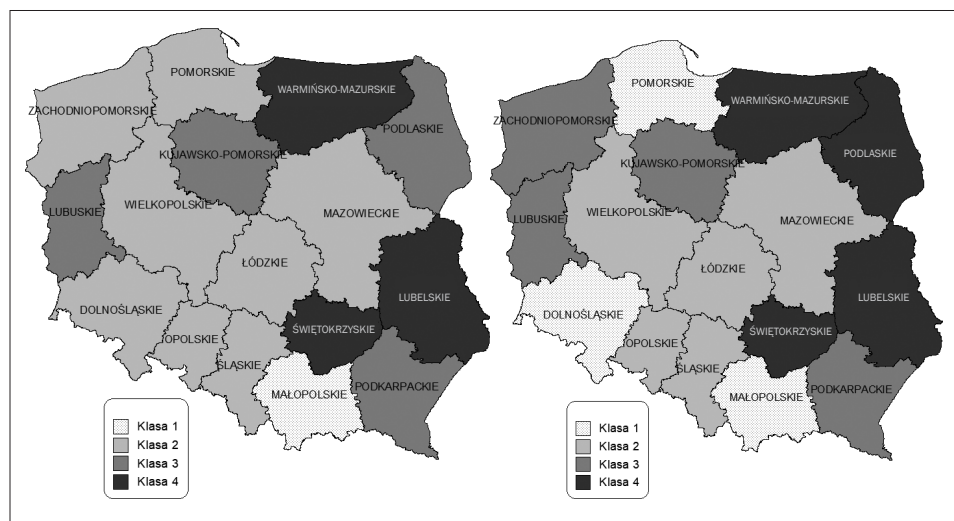 POMORSKIE
WARMIŃSKO-MAZURSKIE
ZACHODNIOPOMORSKIE
PODLASKIE
KUJAWSKO-POMORSKIE
LUBUSKIE
WIELKOPOLSKIE
MAZOWIECKIE
ŁÓDZKIE
LUBELSKIE
DOLNOŚLĄSKIE
ŚWIĘTOKRZYSKIE
OPOLSKIE
ŚLĄSKIE
PODKARPACKIE
MAŁOPOLSKIE
Klasa 1
Klasa 2
Klasa 3
Klasa 4
POMORSKIE
WARMIŃSKO-MAZURSKIE
ZACHODNIOPOMORSKIE
PODLASKIE
KUJAWSKO-POMORSKIE
LUBUSKIE
WIELKOPOLSKIE
MAZOWIECKIE
ŁÓDZKIE
LUBELSKIE
DOLNOŚLĄSKIE
ŚWIĘTOKRZYSKIE
OPOLSKIE
ŚLĄSKIE
PODKARPACKIE
MAŁOPOLSKIE
Klasa 1
Klasa 2
Klasa 3
Klasa 4